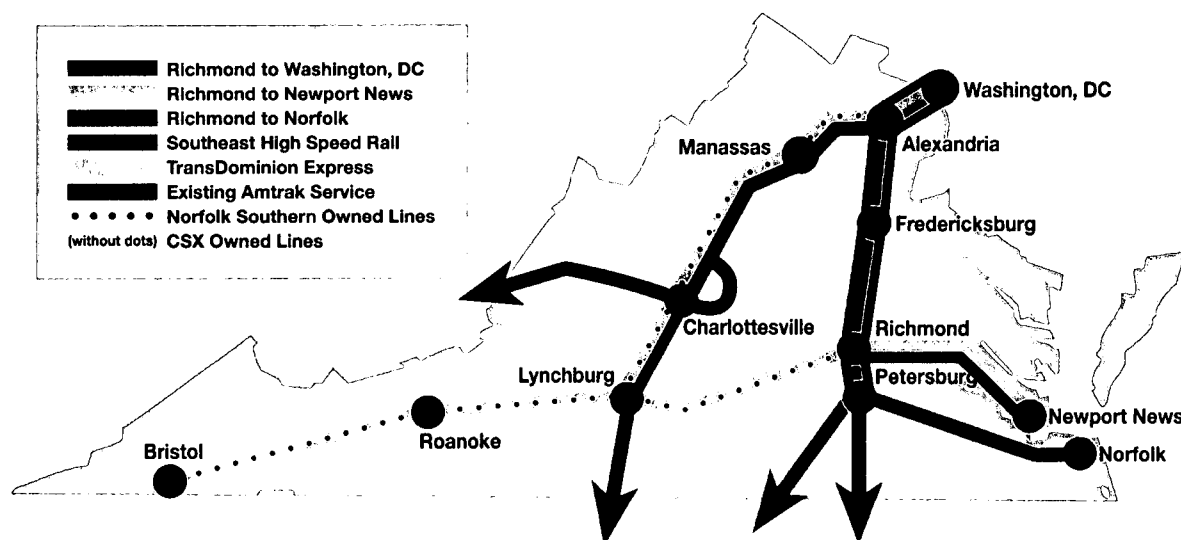 Richmond to Washington, DC
Richmond to Newport News
Richmond to Norfolk
Southeast High Speed Rail
TransDominion Express
Existing Amtrak Service
Norfolk Southern Owned Lines
(without dots) CSX Owned Lines
Washington, DC
Manassas
Alexandria
Fredericksburg
Charlottesville
Richmond
Lynchburg
Petersburg
Newport News
Roanoke
Bristol
Norfolk